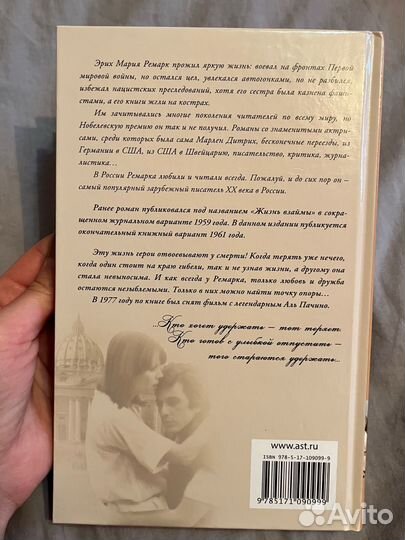 Эрих Мария Ремарк прожил яркую жизнь: воевал на фронтах Первой
мировой войны, но остался цел, увлекался автогонками, но не разбился,
избежал нацистских преследований, хотя его сестра была казнена фаши-
стами, а его книги жгли на кострах.
Им зачитывались многие поколения читателей по всему миру, но
Нобелевскую премию он так и не получил. Романы со знаменитыми актри-
сами, среди которых была сама Марлен Дитрих, бесконечные переезды, из
Германии в США, из США в Швейцарию, писательство, критика, журна-
листика...
В России Ремарка любили и читали всегда. Пожалуй, и до сих пор он –
самый популярный зарубежный писатель XX века в России.
Ранее роман публиковался под названием «Жизнь взаймы» в сокра-
щенном журнальном варианте 1959 года. В данном издании публикуется
окончательный книжный вариант 1961 года.
Эту жизнь герои отвоевывают у смерти! Когда терять уже нечего,
когда один стоит на краю гибели, так и не узнав жизни, а другому она
стала невыносима. И как всегда у Ремарка, только любовь и дружба
остаются незыблемыми. Только в них можно найти точку опоры...
В 1977 году по книге был снят фильм с легендарным Аль Пачино.
...Кто хочет удержать – тот теряет.
Кто готов с улыбкой отпустить –
того стараются удержать...
www.ast.ru
ISBN 978-5-17-109099-9
9 785171 090999
Avito